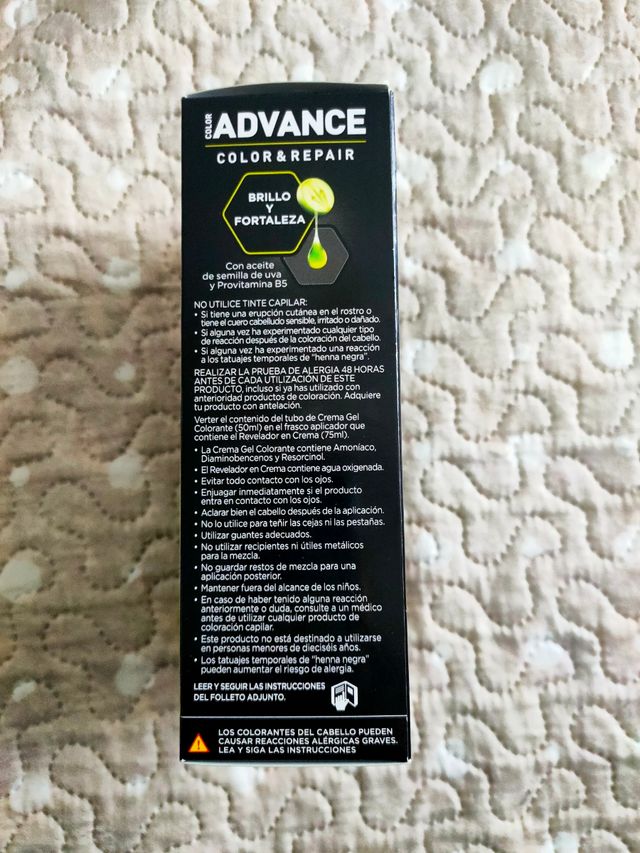 COLOR ADVANCE
COLOR & REPAIR
BRILLO
Y
FORTALEZA
Con aceite
de semilla de uva
y Provitamina B5
NO UTILICE TINTE CAPILAR:
• Si tiene una erupción cutánea en el rostro o
tiene el cuero cabelludo sensible, irritado o dañado.
• Si alguna vez ha experimentado cualquier tipo
de reacción después de la coloración del cabello.
• Si alguna vez ha experimentado una reacción
a los tatuajes temporales de "henna negra".
REALIZAR LA PRUEBA DE ALERGIA 48 HORAS
ANTES DE CADA UTILIZACIÓN DE ESTE
PRODUCTO, incluso si ya has utilizado con
anterioridad productos de coloración. Adquiere
tu producto con antelación.
Verter el contenido del tubo de Crema Gel
Colorante (50ml) en el frasco aplicador que
contiene el Revelador en Crema (75ml).
• La Crema Gel Colorante contiene Amoníaco,
Diaminobencenos y Resorcinol.
• El Revelador en Crema contiene agua oxigenada.
• Evitar todo contacto con los ojos.
• Enjuagar inmediatamente si el producto
entra en contacto con los ojos.
• Aclarar bien el cabello después de la aplicación.
• No lo utilice para teñir las cejas ni las pestañas.
• Utilizar guantes adecuados.
• No utilizar recipientes ni útiles metálicos
para la mezcla.
• No guardar restos de mezcla para una
aplicación posterior.
• Mantener fuera del alcance de los niños.
• En caso de haber tenido alguna reacción
anteriormente o duda, consulte a un médico
antes de utilizar cualquier producto de
coloración capilar.
• Este producto no está destinado a utilizarse
en personas menores de dieciséis años.
• Los tatuajes temporales de "henna negra"
pueden aumentar el riesgo de alergia.
LEER Y SEGUIR LAS INSTRUCCIONES
DEL FOLLETO ADJUNTO.
LOS COLORANTES DEL CABELLO PUEDEN
CAUSAR REACCIONES ALÉRGICAS GRAVES.
LEA Y SIGA LAS INSTRUCCIONES